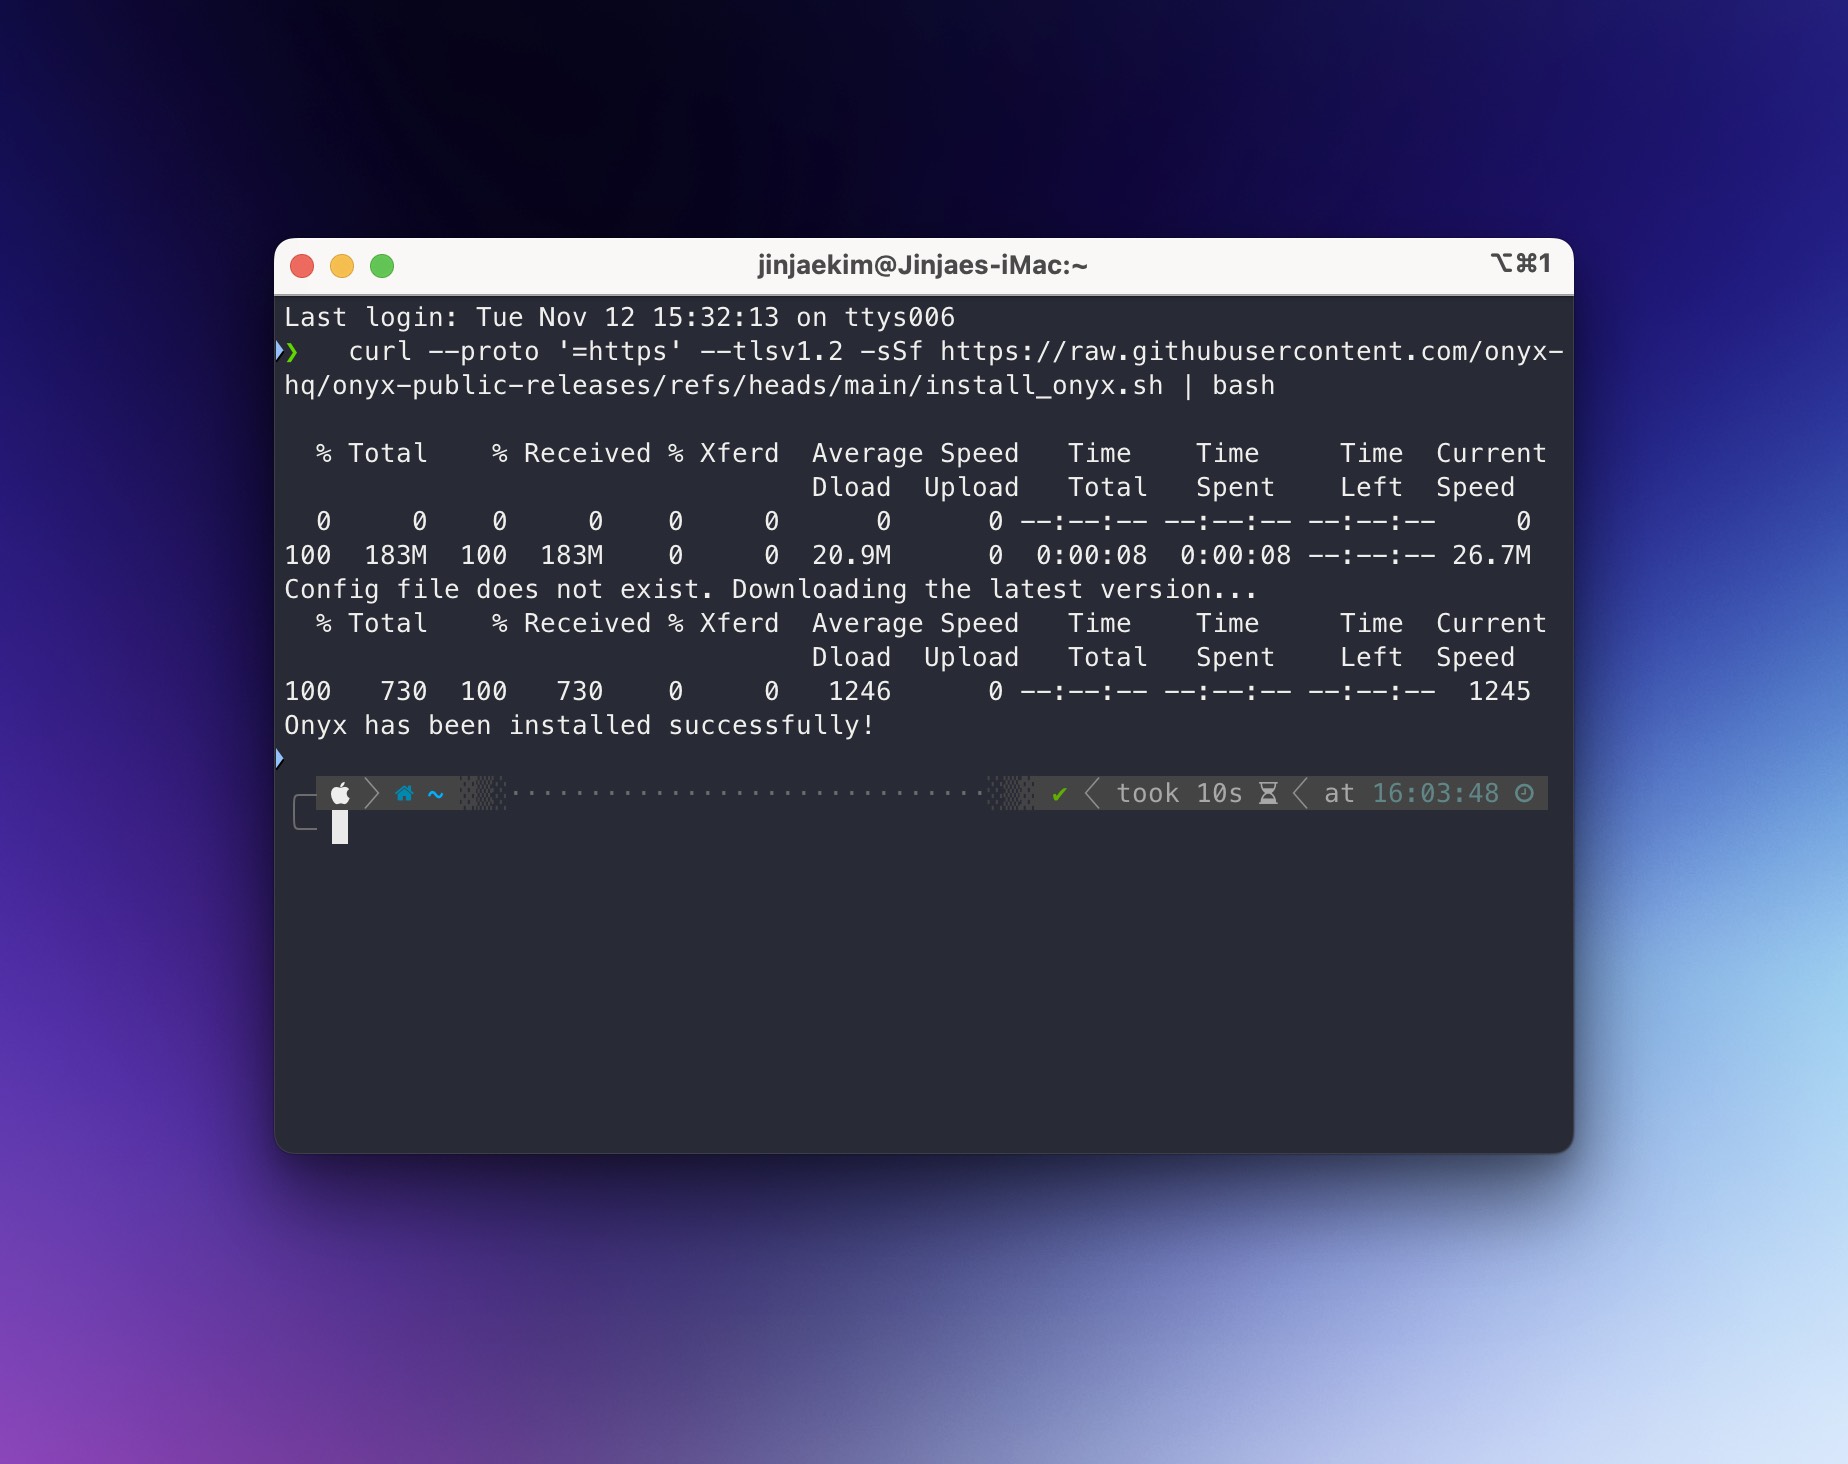 jinjaekim@Jinjaes-iMac:~ ⌥⌘1
Last login: Tue Nov 12 15:32:13 on ttys006
❯ curl --proto '=https' --tlsv1.2 -sSf https://raw.githubusercontent.com/onyx-
hq/onyx-public-releases/refs/heads/main/install_onyx.sh | bash
% Total % Received % Xferd Average Speed Time Time Time Current
Dload Upload Total Spent Left Speed
0 0 0 0 0 0 0 0 --:--:-- --:--:-- --:--:-- 0
100 183M 100 183M 0 0 20.9M 0 0:00:08 0:00:08 --:--:-- 26.7M
Config file does not exist. Downloading the latest version...
% Total % Received % Xferd Average Speed Time Time Time Current
Dload Upload Total Spent Left Speed
100 730 100 730 0 0 1246 0 --:--:-- --:--:-- --:--:-- 1245
Onyx has been installed successfully!
~ ✔ took 10s at 16:03:48